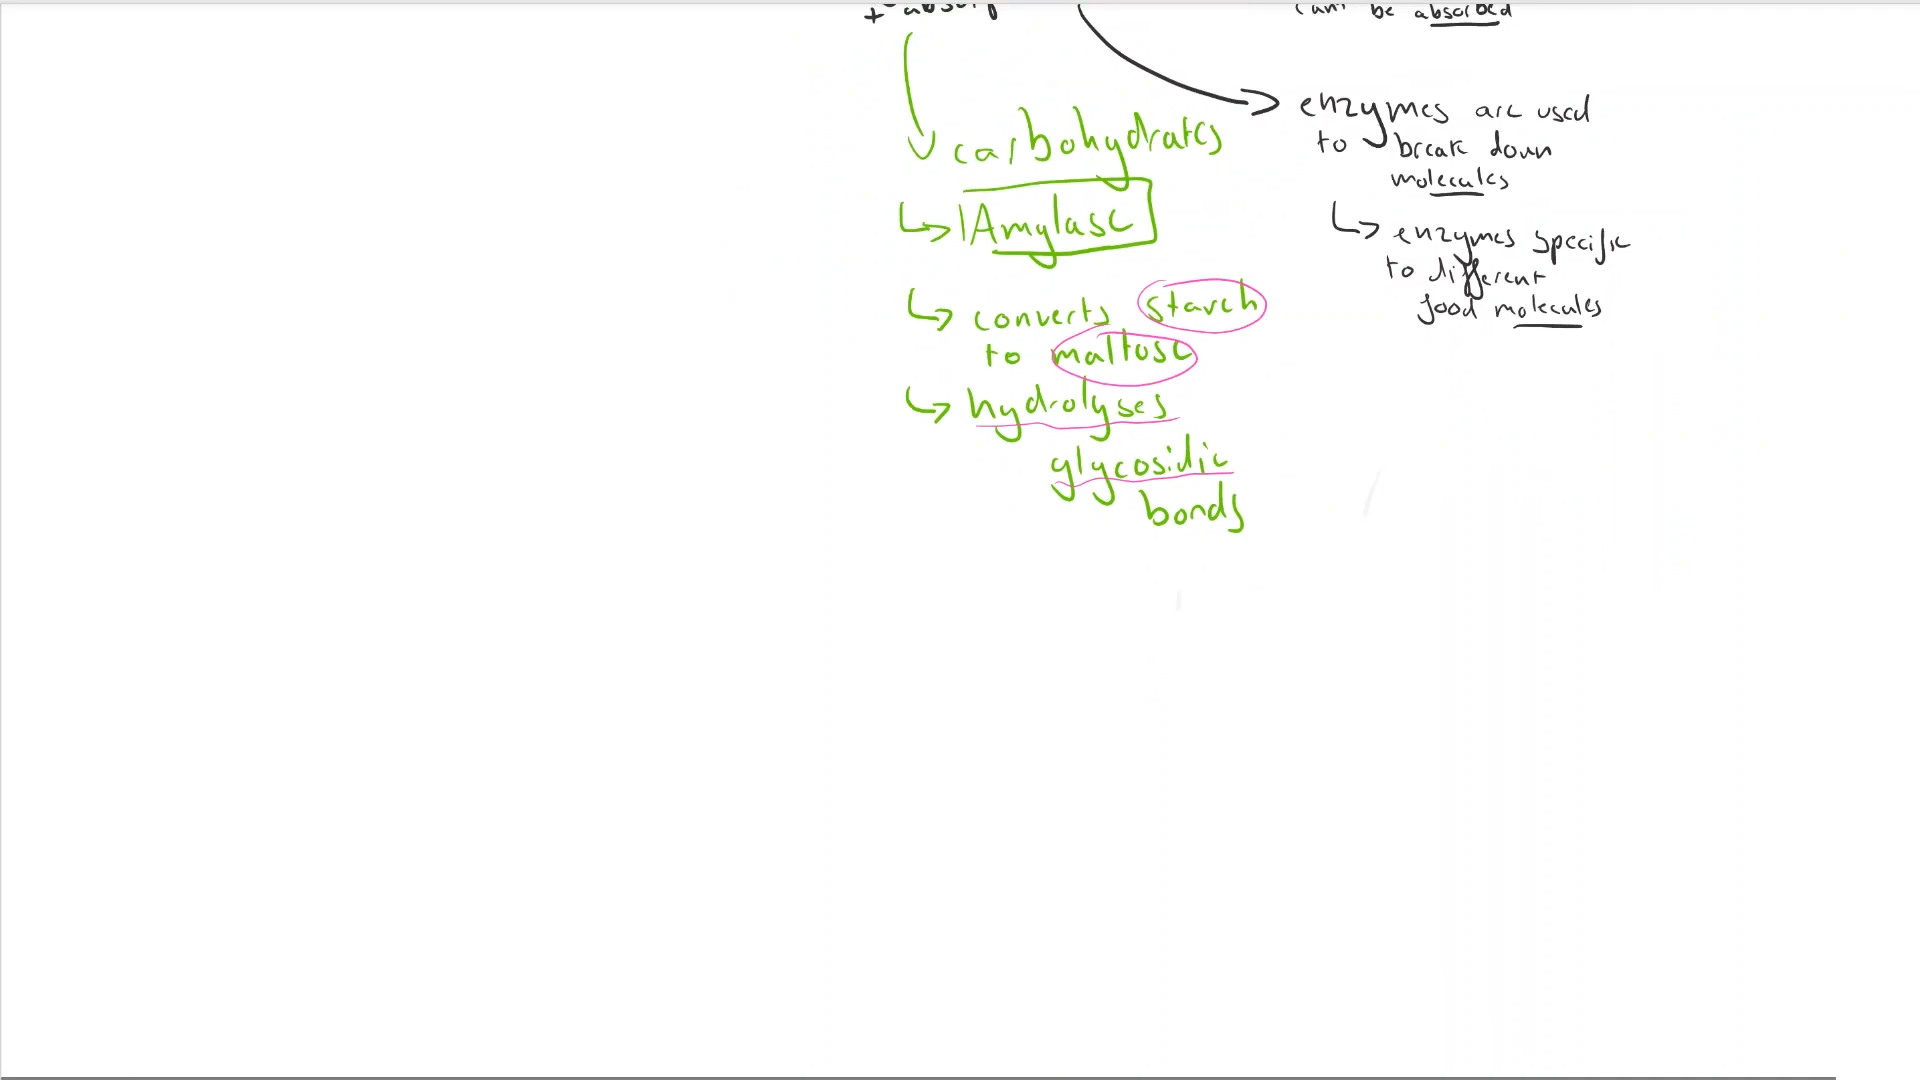 can't be absorbed
enzymes are used
to break down
molecules
enzymes specific
to different
food molecules
carbohydrates
Amylase
converts starch
to maltose
hydrolyses
glycosidic
bonds